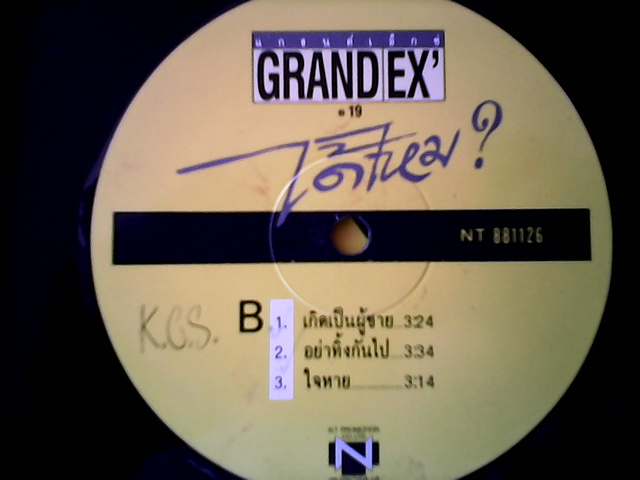 แกรนด์เอ็กซ์
GRAND EX'
=19
ได้ไหม?
NT 881126
K.C.S.
B
1. เกิดเป็นผู้ชาย 3:24
2. อย่าทิ้งกันไป 3:34
3. ใจหาย 3:14
N